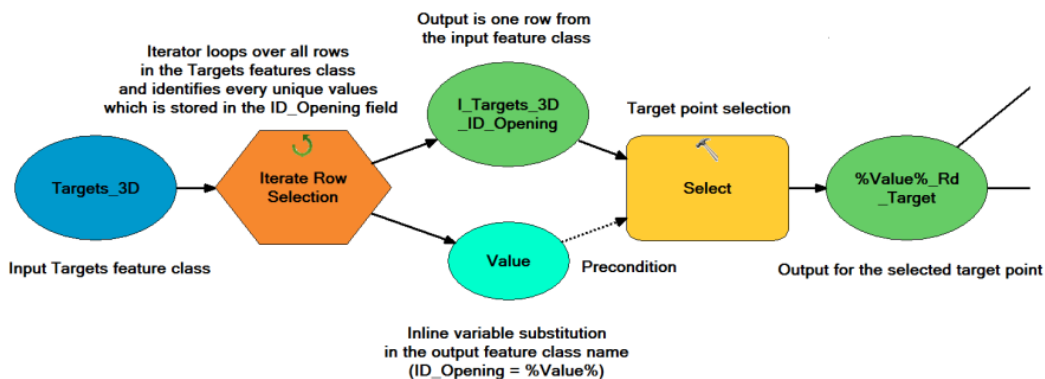 Output is one row from
the input feature class
Iterator loops over all rows
in the Targets features class
and identifies every unique values
which is stored in the ID_Opening field
I_Targets_3D
_ID_Opening
Target point selection
Targets_3D
Iterate Row
Selection
Select
%Value%_Rd
_Target
Input Targets feature class
Value
Precondition
Output for the selected target point
Inline variable substitution
in the output feature class name
(ID_Opening = %Value%)